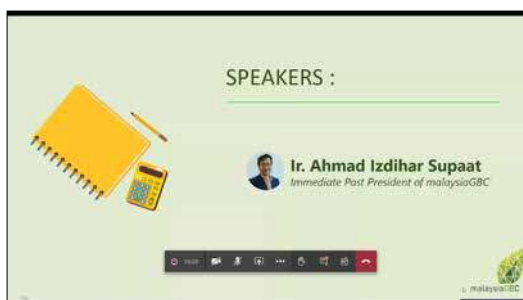 SPEAKERS :
Ir. Ahmad Izdihar Supaat
Immediate Past President of malaysiaGBC
malaysiaGBC